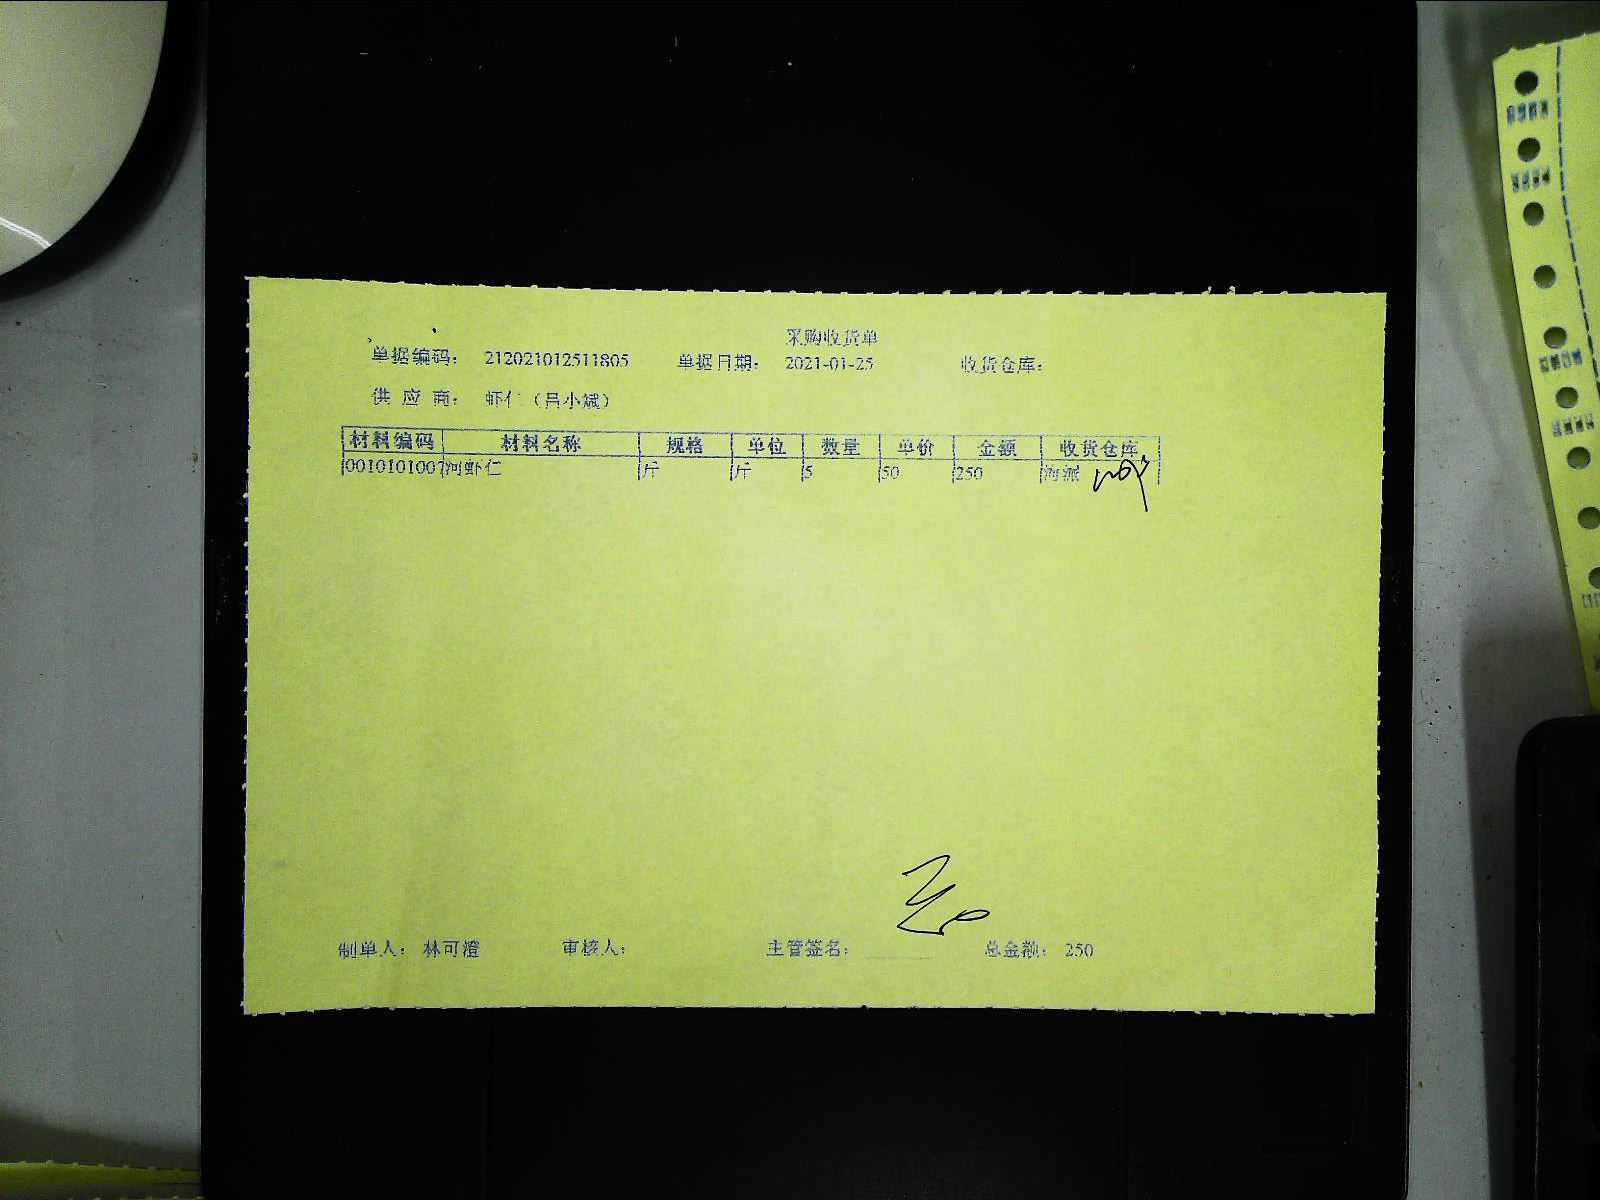 采购收货单
单据编码： 212021012511805 单据日期： 2021-01-25 收货仓库：
供 应 商： 虾仁（吕小斌）
材料编码 材料名称 规格 单位 数量 单价 金额 收货仓库
0010101007 河虾仁 斤 斤 5 50 250 海派
制单人： 林可澄 审核人： 主管签名： 总金额： 250